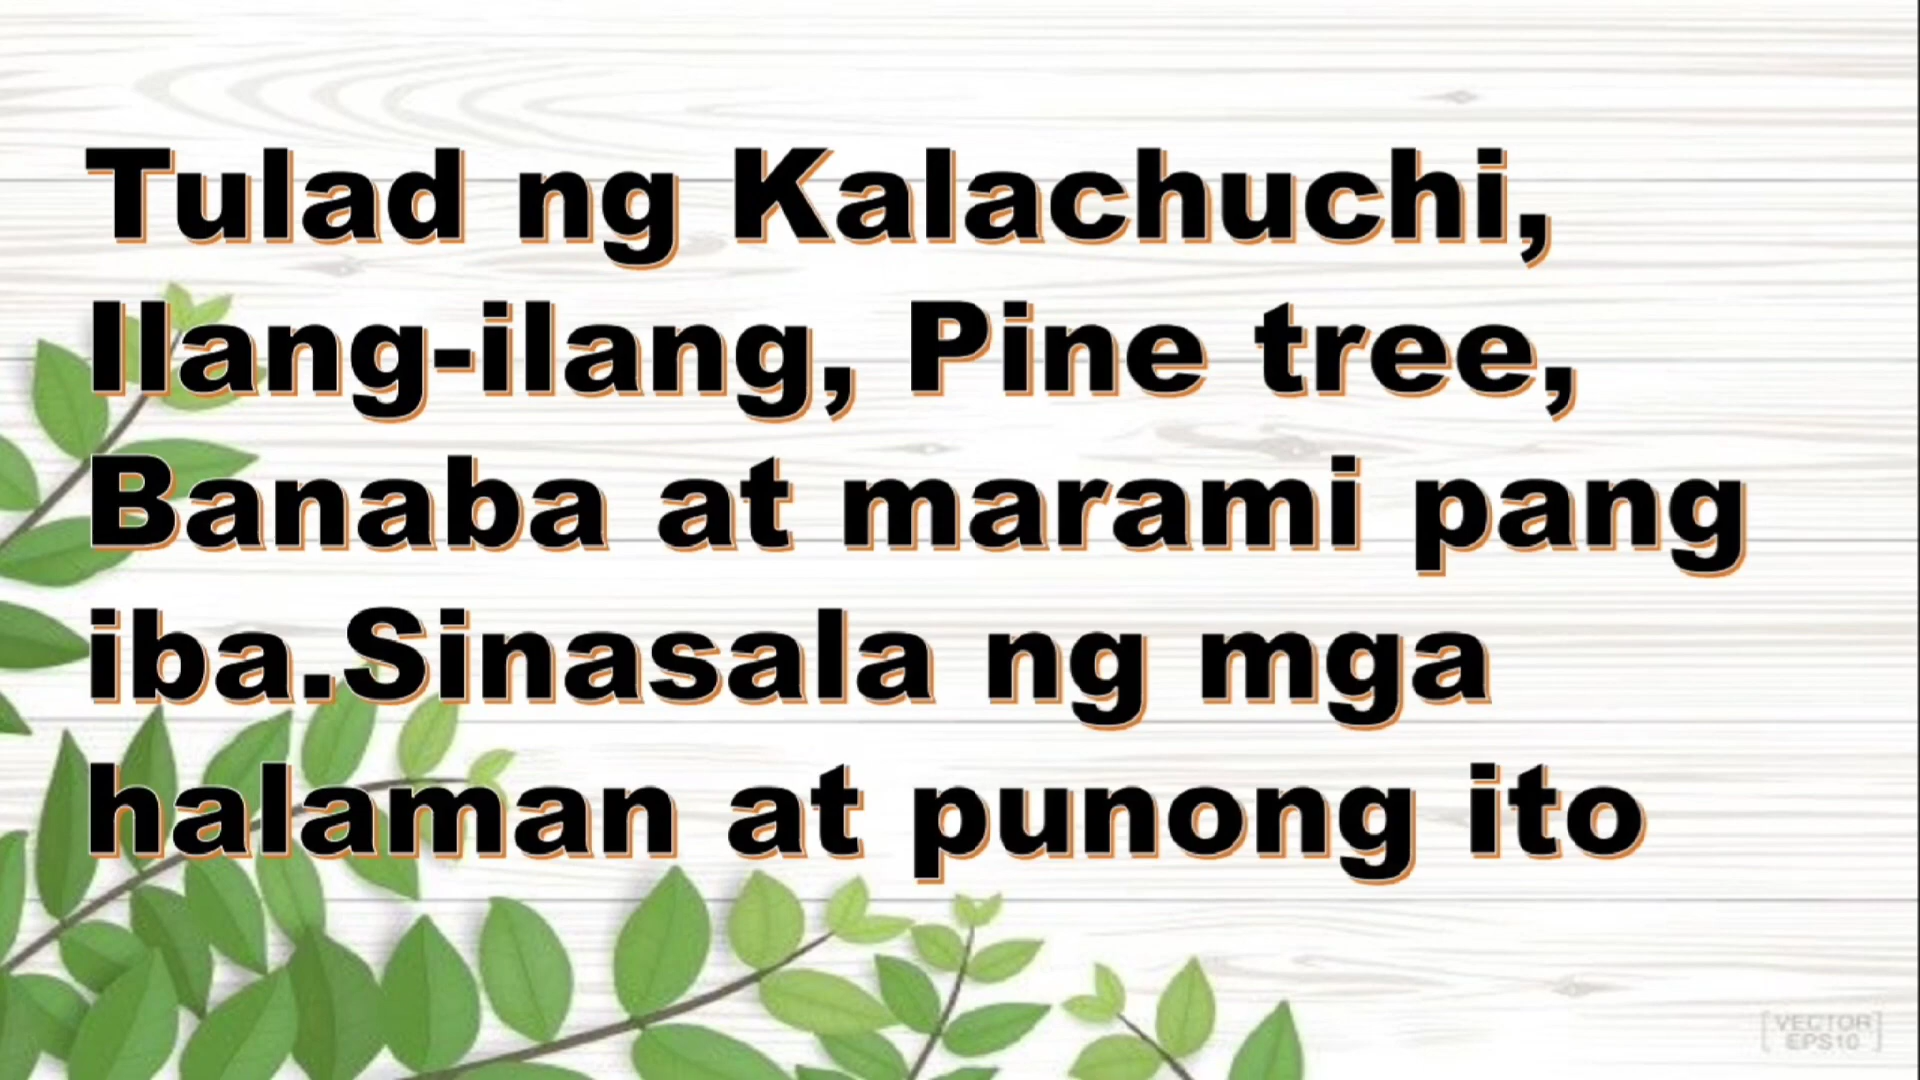 Tulad ng Kalachuchi,
Ilang-ilang, Pine tree,
Banaba at marami pang
iba.Sinasala ng mga
halaman at punong ito
[VECTOR
EPS10]